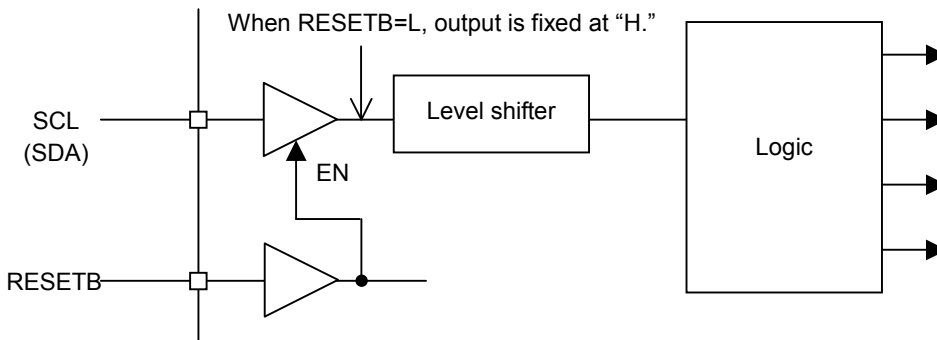 When RESETB=L, output is fixed at “H.”
SCL
(SDA)
Level shifter
Logic
EN
RESETB